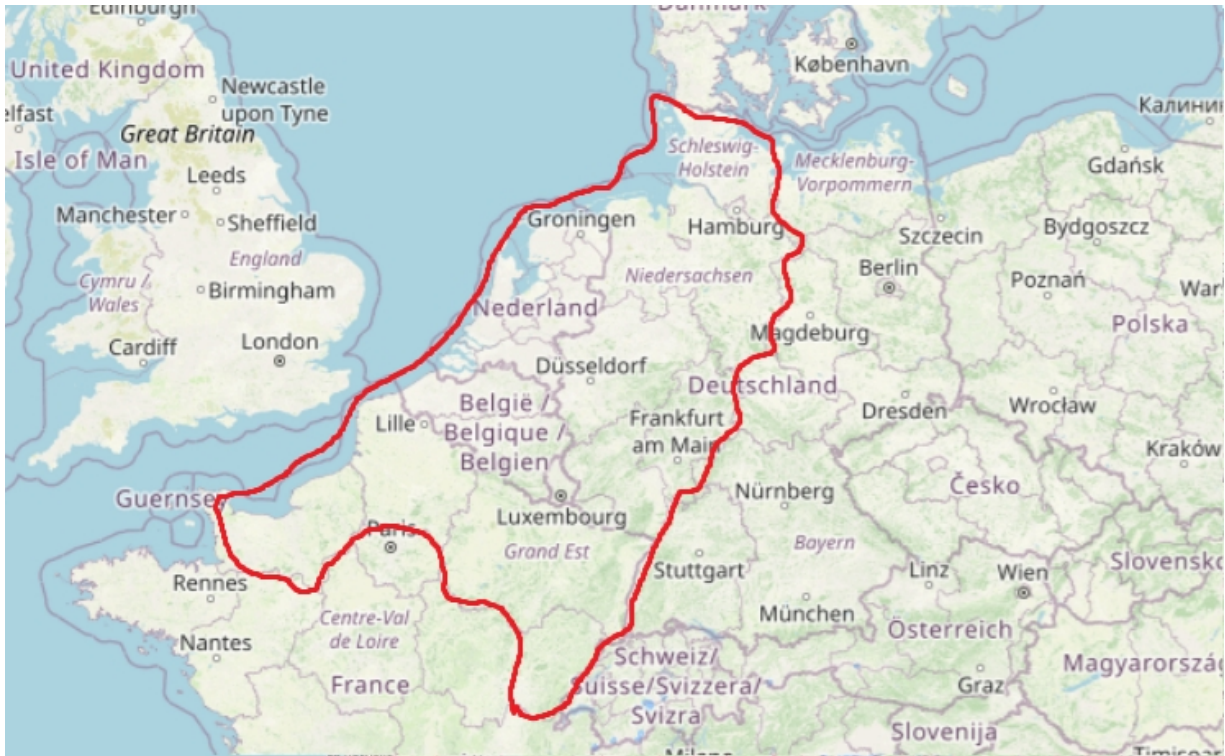 Edinburgh
Danmark
United Kingdom
Newcastle
upon Tyne
København
elfast
Great Britain
Калинин
Isle of Man
Schleswig-
Holstein
Mecklenburg-
Vorpommern
Gdańsk
Leeds
Manchester
Sheffield
Groningen
Hamburg
Szczecin
Bydgoszcz
England
Cymru /
Wales
Birmingham
Niedersachsen
Berlin
Poznań
War
Nederland
Cardiff
London
Magdeburg
Polska
Düsseldorf
Deutschland
België /
Belgique /
Belgien
Lille
Frankfurt
am Main
Dresden
Wrocław
Kraków
Guernsey
Nürnberg
Česko
Paris
Luxembourg
Grand Est
Bayern
Slovensko
Rennes
Stuttgart
Linz
Wien
Centre-Val
de Loire
München
Nantes
Österreich
France
Schweiz/
Suisse/Svizzera/
Svizra
Graz
Magyarország
Slovenija
Milano